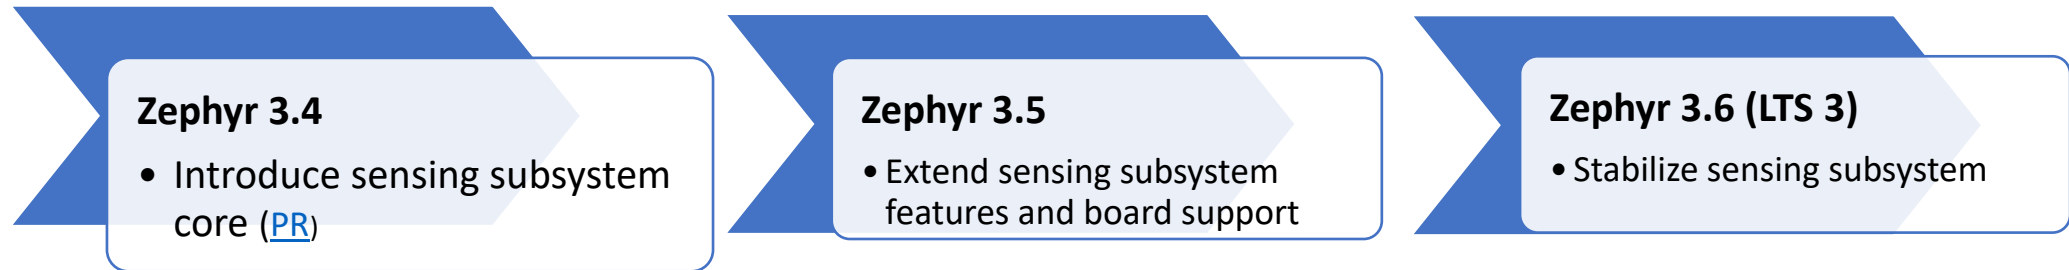 Zephyr 3.4
• Introduce sensing subsystem
core (PR)
Zephyr 3.5
• Extend sensing subsystem
features and board support
Zephyr 3.6 (LTS 3)
• Stabilize sensing subsystem